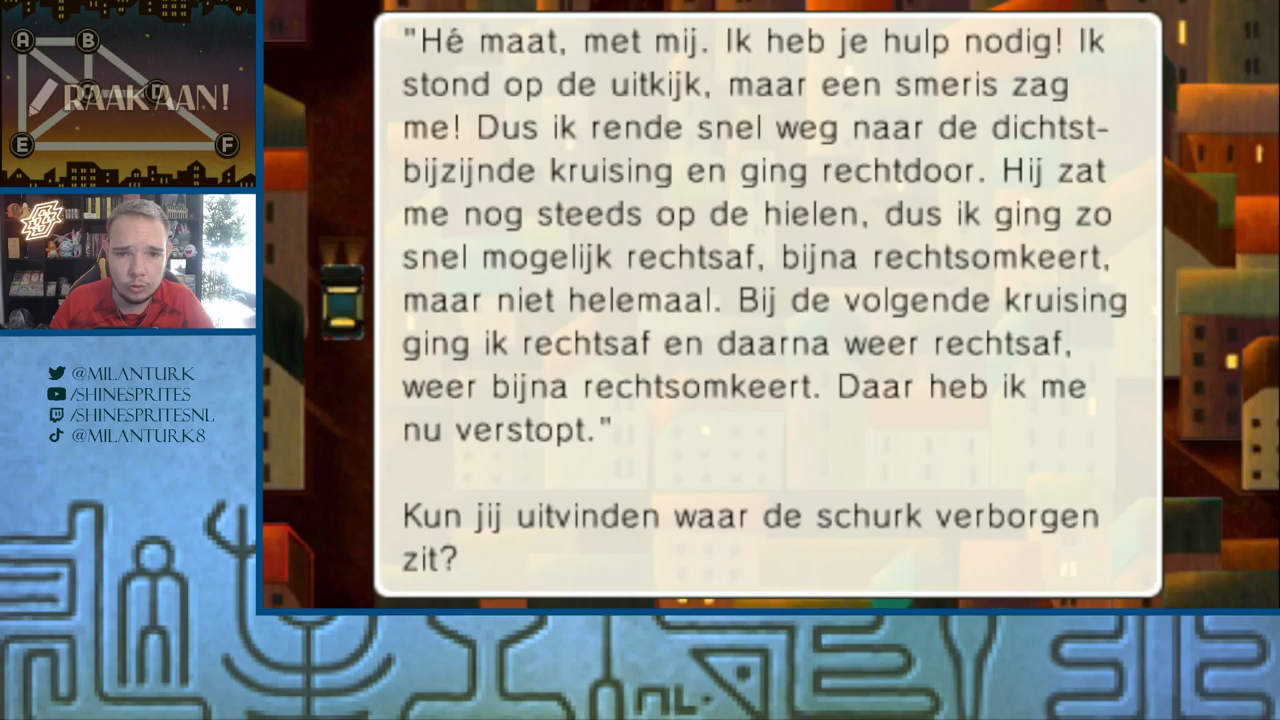 A B
C D
RAAK AAN!
E F
"Hé maat, met mij. Ik heb je hulp nodig! Ik
stond op de uitkijk, maar een smeris zag
me! Dus ik rende snel weg naar de dichtst-
bijzijnde kruising en ging rechtdoor. Hij zat
me nog steeds op de hielen, dus ik ging zo
snel mogelijk rechtsaf, bijna rechtsomkeert,
maar niet helemaal. Bij de volgende kruising
ging ik rechtsaf en daarna weer rechtsaf,
weer bijna rechtsomkeert. Daar heb ik me
nu verstopt."
Kun jij uitvinden waar de schurk verborgen
zit?
@MILANTURK
/SHINESPRITES
/SHINESPRITESNL
@MILANTURK8